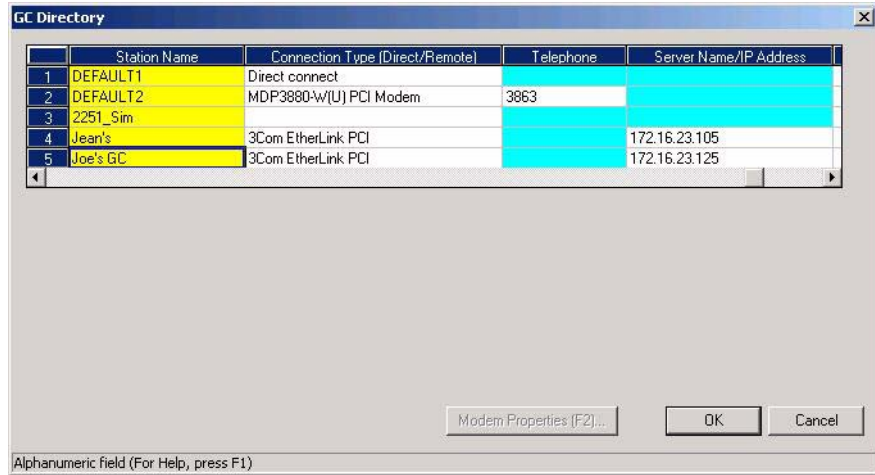 GC Directory
Station Name Connection Type (Direct/Remote) Telephone Server Name/IP Address
1 DEFAULT1 Direct connect
2 DEFAULT2 MDP3880-W(U) PCI Modem 3863
3 2251_Sim
4 Jean's 3Com EtherLink PCI 172.16.23.105
5 Joe's GC 3Com EtherLink PCI 172.16.23.125
Modem Properties (F2)... OK Cancel
Alphanumeric field (For Help, press F1)